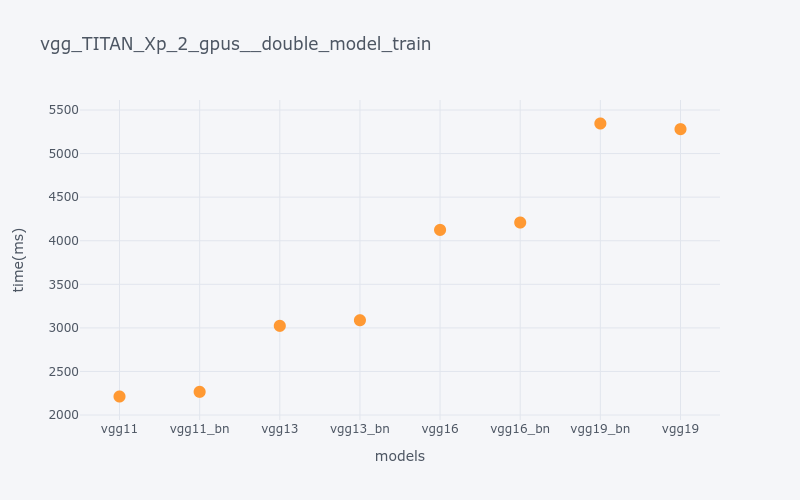 vgg_TITAN_Xp_2_gpus__double_model_train
time(ms)
5500
5000
4500
4000
3500
3000
2500
2000
vgg11 vgg11_bn vgg13 vgg13_bn vgg16 vgg16_bn vgg19_bn vgg19
models